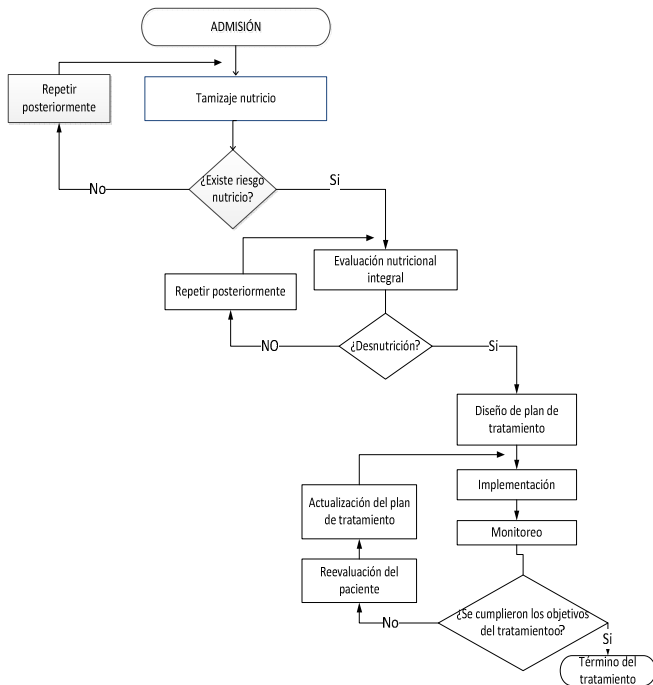 ADMISIÓN
Repetir
posteriormente
Tamizaje nutricio
¿Existe riesgo
nutricio?
No
Si
Evaluación nutricional
integral
Repetir posteriormente
¿Desnutrición?
NO
Si
Diseño de plan de
tratamiento
Implementación
Actualización del plan
de tratamiento
Monitoreo
Reevaluación del
paciente
¿Se cumplieron los objetivos
del tratamientoo?
No
Si
Término del
tratamiento